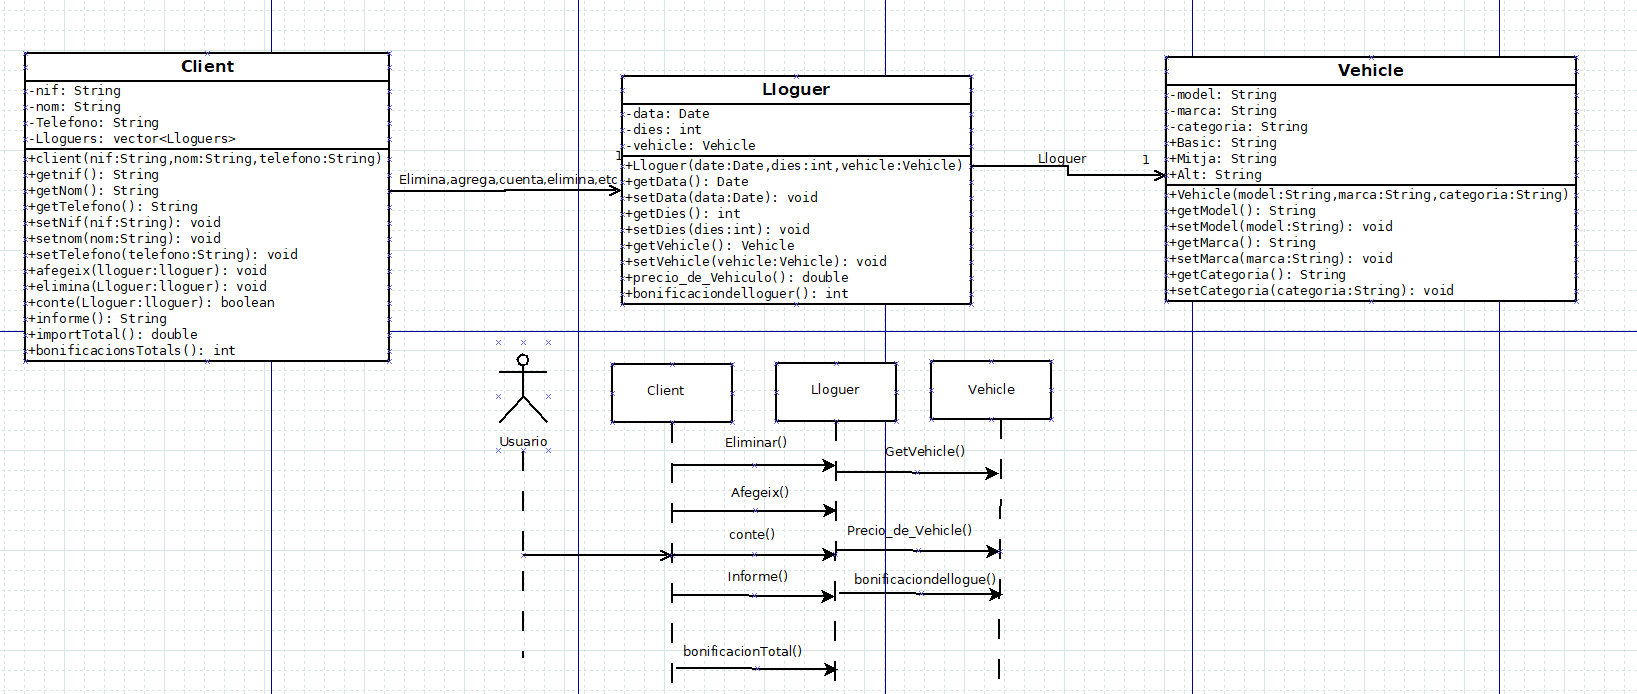 Client
-nif: String
-nom: String
-Telefono: String
-Lloguers: vector<Lloguers>
+client(nif:String,nom:String,telefono:String)
+getnif(): String
+getNom(): String
+getTelefono(): String
+setNif(nif:String): void
+setnom(nom:String): void
+setTelefono(telefono:String): void
+afegeix(lloguer:lloguer): void
+elimina(Lloguer:lloguer): void
+conte(Lloguer:lloguer): boolean
+informe(): String
+importTotal(): double
+bonificacionsTotals(): int
Elimina,agrega,cuenta,elimina,etc
1
Lloguer
-data: Date
-dies: int
-vehicle: Vehicle
+Lloguer(date:Date,dies:int,vehicle:Vehicle)
+getData(): Date
+setData(data:Date): void
+getDies(): int
+setDies(dies:int): void
+getVehicle(): Vehicle
+setVehicle(vehicle:Vehicle): void
+precio_de_Vehiculo(): double
+bonificaciondelloguer(): int
Lloguer
1
Vehicle
-model: String
-marca: String
-categoria: String
+Basic: String
+Mitja: String
+Alt: String
+Vehicle(model:String,marca:String,categoria:String)
+getModel(): String
+setModel(model:String): void
+getMarca(): String
+setMarca(marca:String): void
+getCategoria(): String
+setCategoria(categoria:String): void
Usuario
Client
Lloguer
Vehicle
Eliminar()
GetVehicle()
Afegeix()
conte()
Precio_de_Vehicle()
Informe()
bonificaciondellogue()
bonificacionTotal()